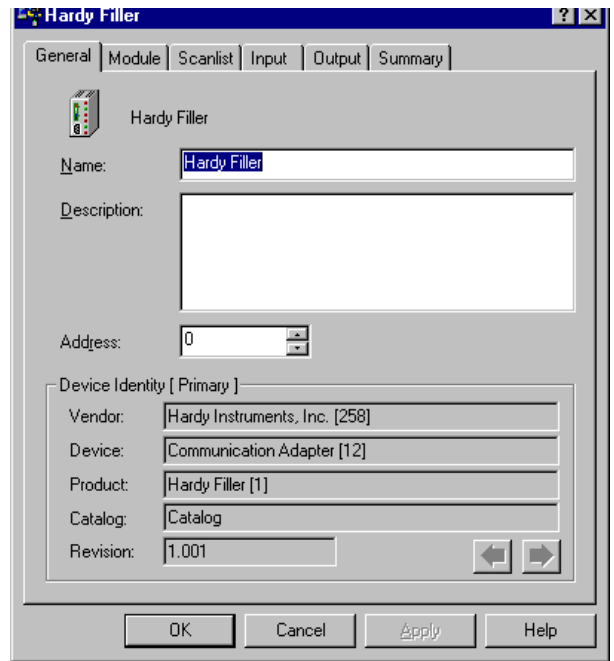 Hardy Filler
General Module Scanlist Input Output Summary
Hardy Filler
Name: Hardy Filler
Description:
Address: 0
Device Identity [ Primary ]
Vendor: Hardy Instruments, Inc. [258]
Device: Communication Adapter [12]
Product: Hardy Filler [1]
Catalog: Catalog
Revision: 1.001
OK Cancel Apply Help